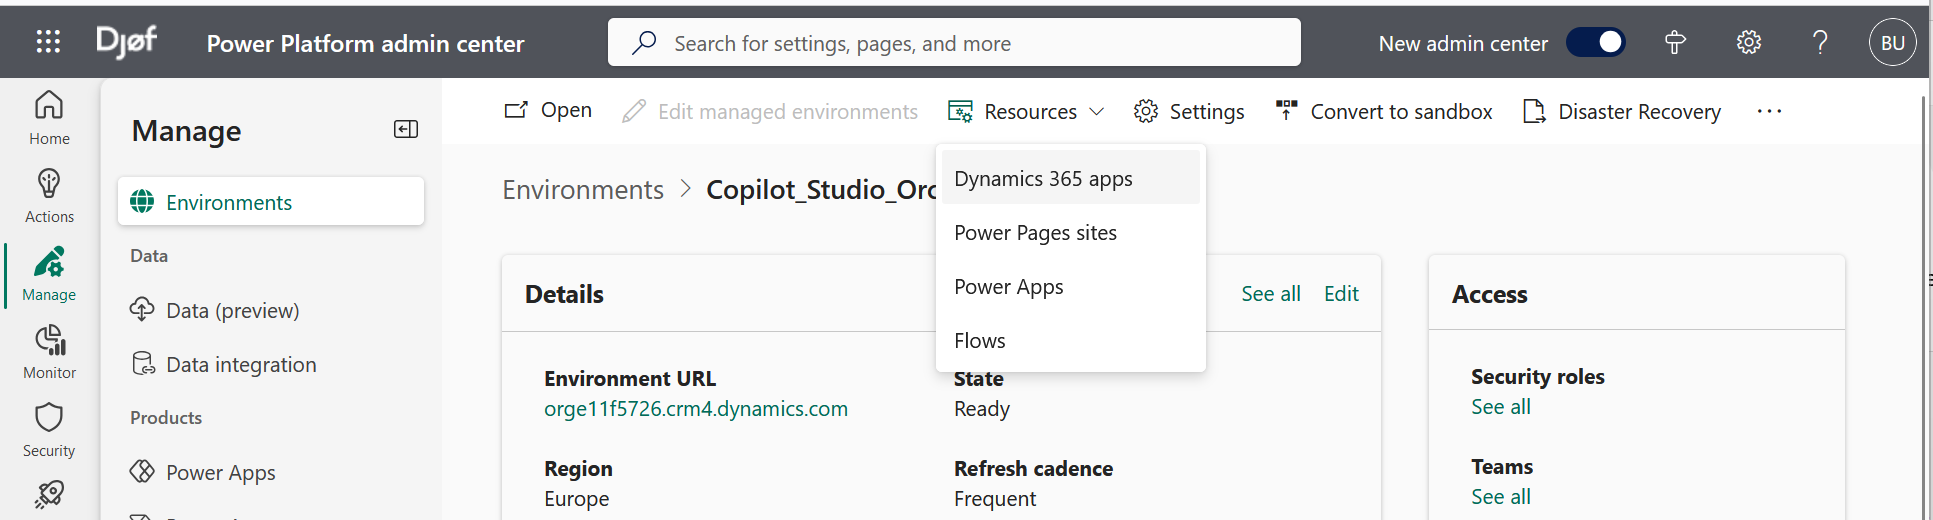 Djøf
Power Platform admin center
Search for settings, pages, and more
New admin center
BU
Home
Actions
Manage
Monitor
Security
Manage
Environments
Data
Data (preview)
Data integration
Products
Power Apps
Open
Edit managed environments
Resources
Settings
Convert to sandbox
Disaster Recovery
Dynamics 365 apps
Power Pages sites
Power Apps
Flows
Environments > Copilot_Studio_Or
Details
See all
Edit
Environment URL
orge11f5726.crm4.dynamics.com
State
Ready
Region
Europe
Refresh cadence
Frequent
Access
Security roles
See all
Teams
See all